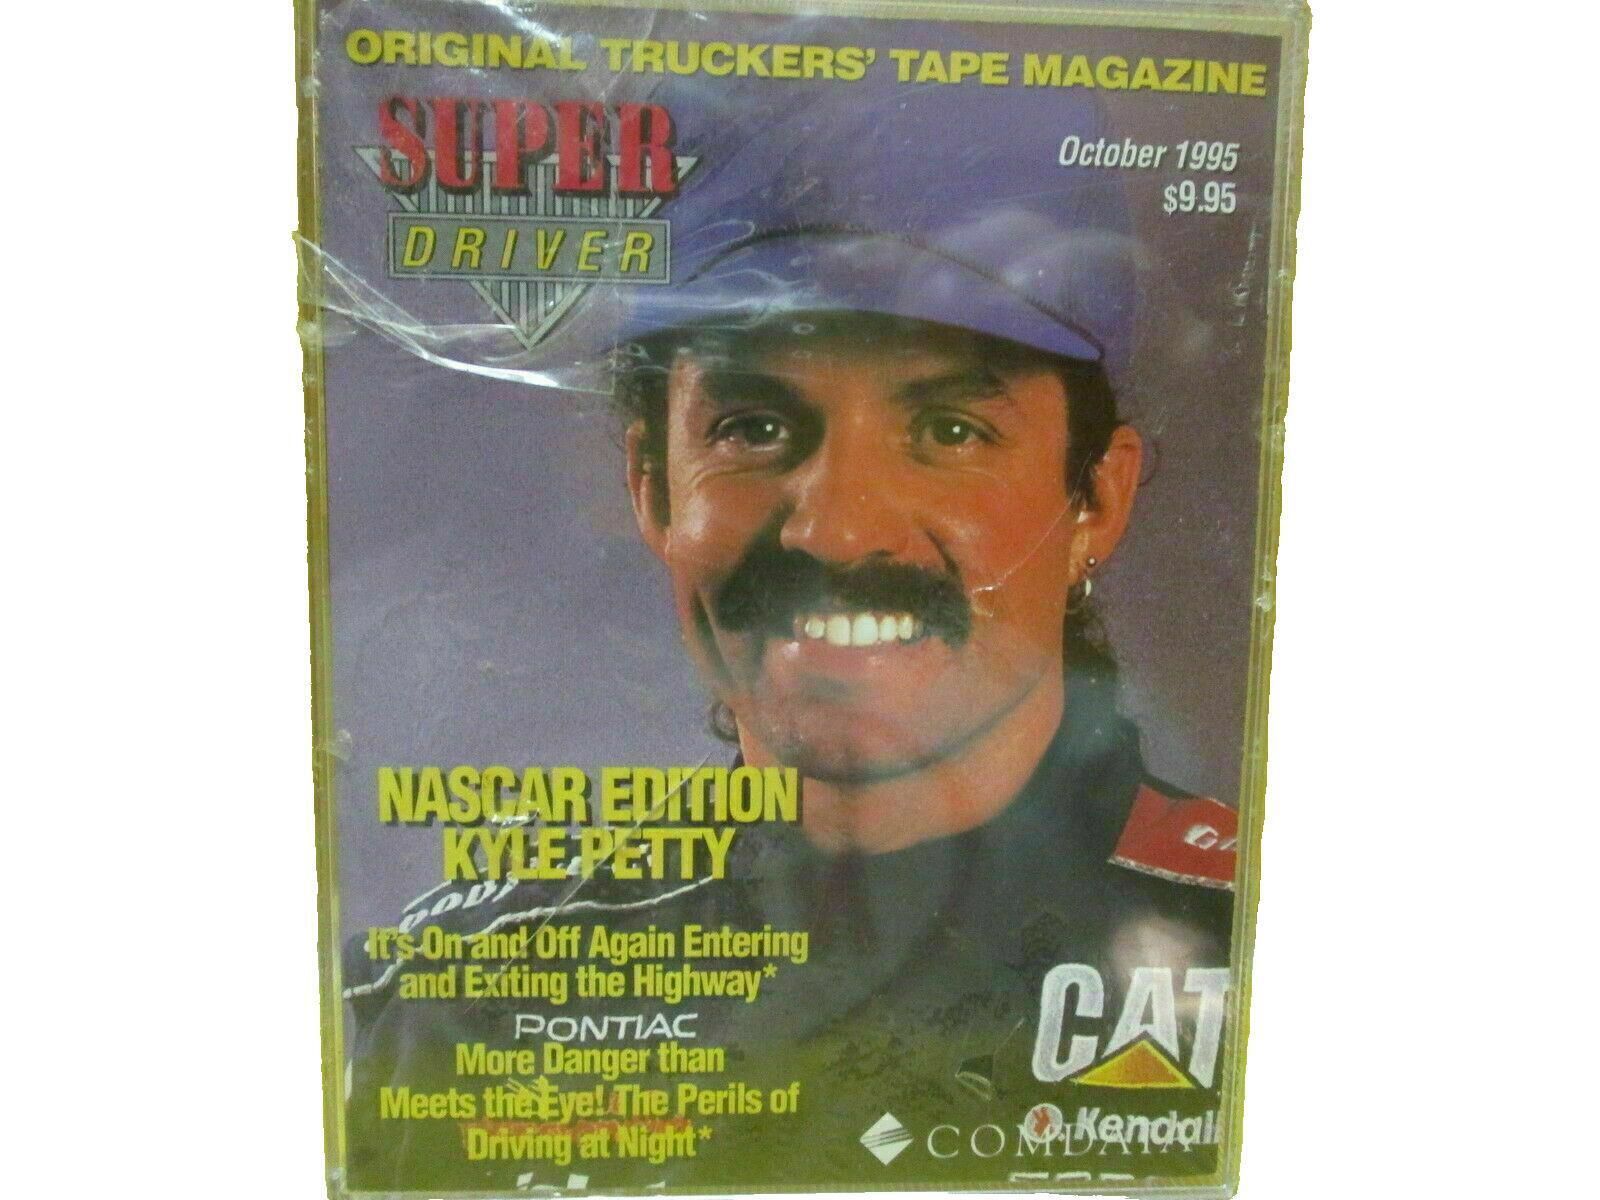 ORIGINAL TRUCKERS' TAPE MAGAZINE
SUPER
DRIVER
October 1995
$9.95
NASCAR EDITION
KYLE PETTY
It's On and Off Again Entering
and Exiting the Highway*
PONTIAC
More Danger than
Meets the Eye! The Perils of
Driving at Night*
CAT
Kendall
COMDATA